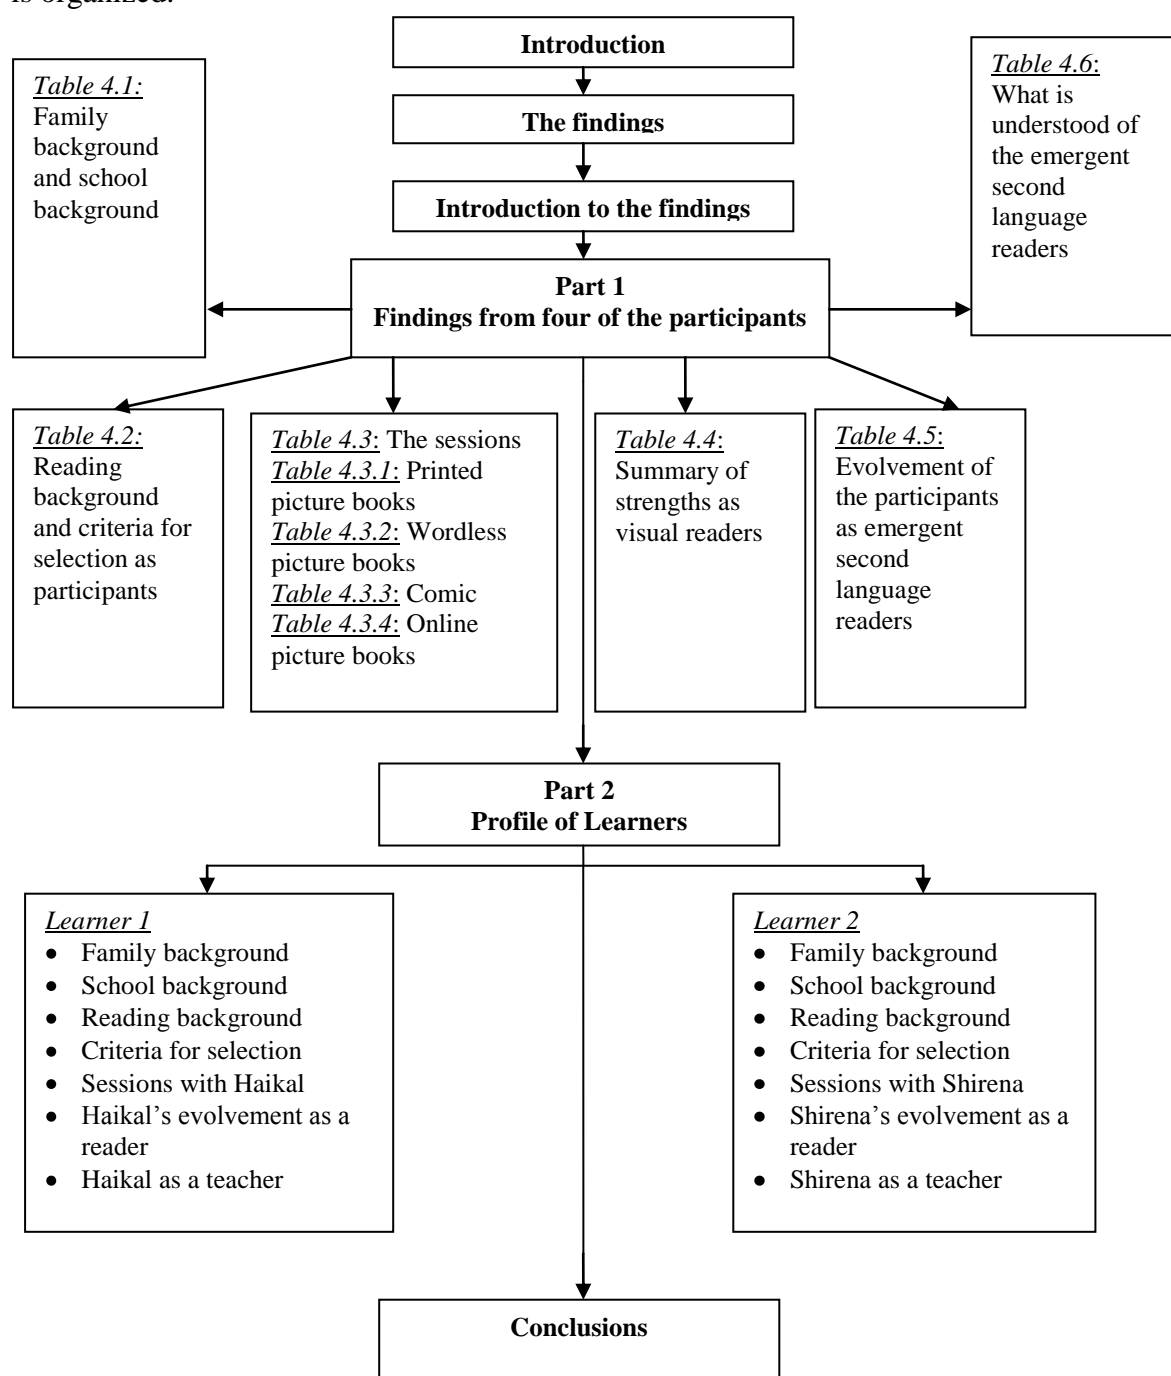 is organized.
Introduction
The findings
Introduction to the findings
Part 1
Findings from four of the participants
Table 4.1:
Family
background
and school
background
Table 4.6:
What is
understood of
the emergent
second
language
readers
Table 4.2:
Reading
background
and criteria for
selection as
participants
Table 4.3: The sessions
Table 4.3.1: Printed
picture books
Table 4.3.2: Wordless
picture books
Table 4.3.3: Comic
Table 4.3.4: Online
picture books
Table 4.4:
Summary of
strengths as
visual readers
Table 4.5:
Evolvement of
the participants
as emergent
second
language
readers
Part 2
Profile of Learners
Learner 1
• Family background
• School background
• Reading background
• Criteria for selection
• Sessions with Haikal
• Haikal’s evolvement as a
reader
• Haikal as a teacher
Learner 2
• Family background
• School background
• Reading background
• Criteria for selection
• Sessions with Shirena
• Shirena’s evolvement as a
reader
• Shirena as a teacher
Conclusions